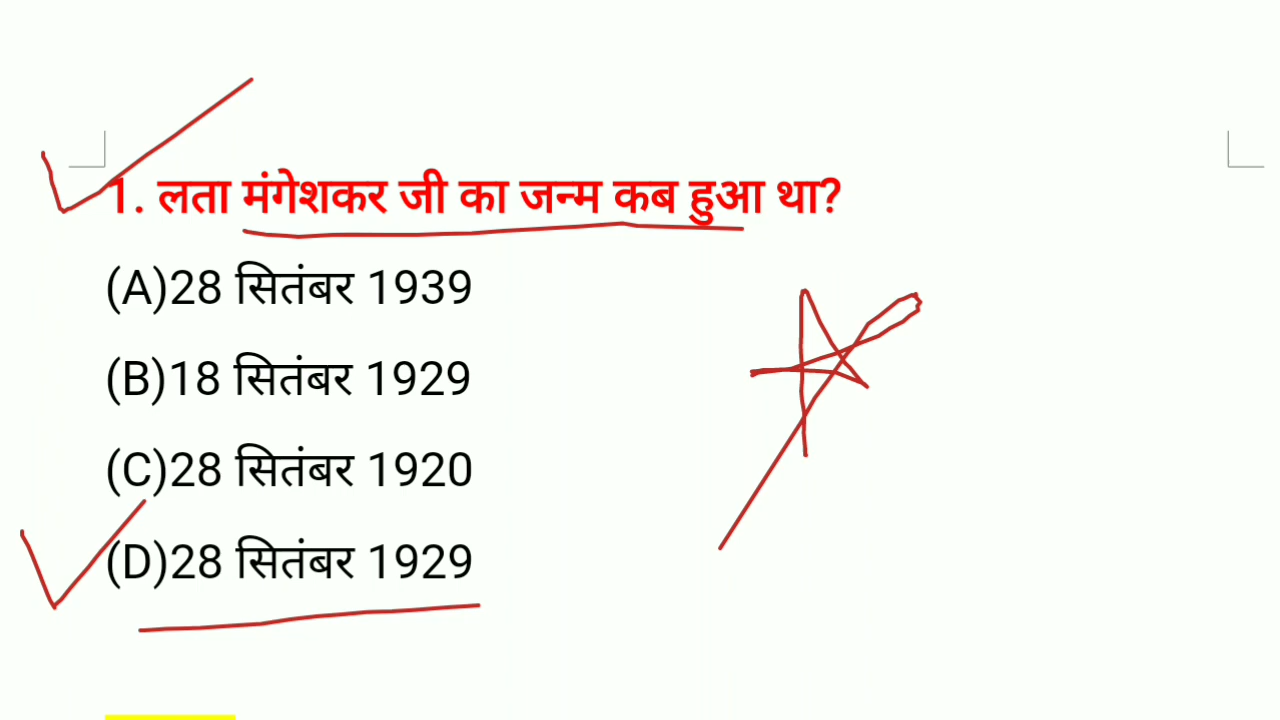 1. लता मंगेशकर जी का जन्म कब हुआ था?
(A)28 सितंबर 1939
(B)18 सितंबर 1929
(C)28 सितंबर 1920
(D)28 सितंबर 1929